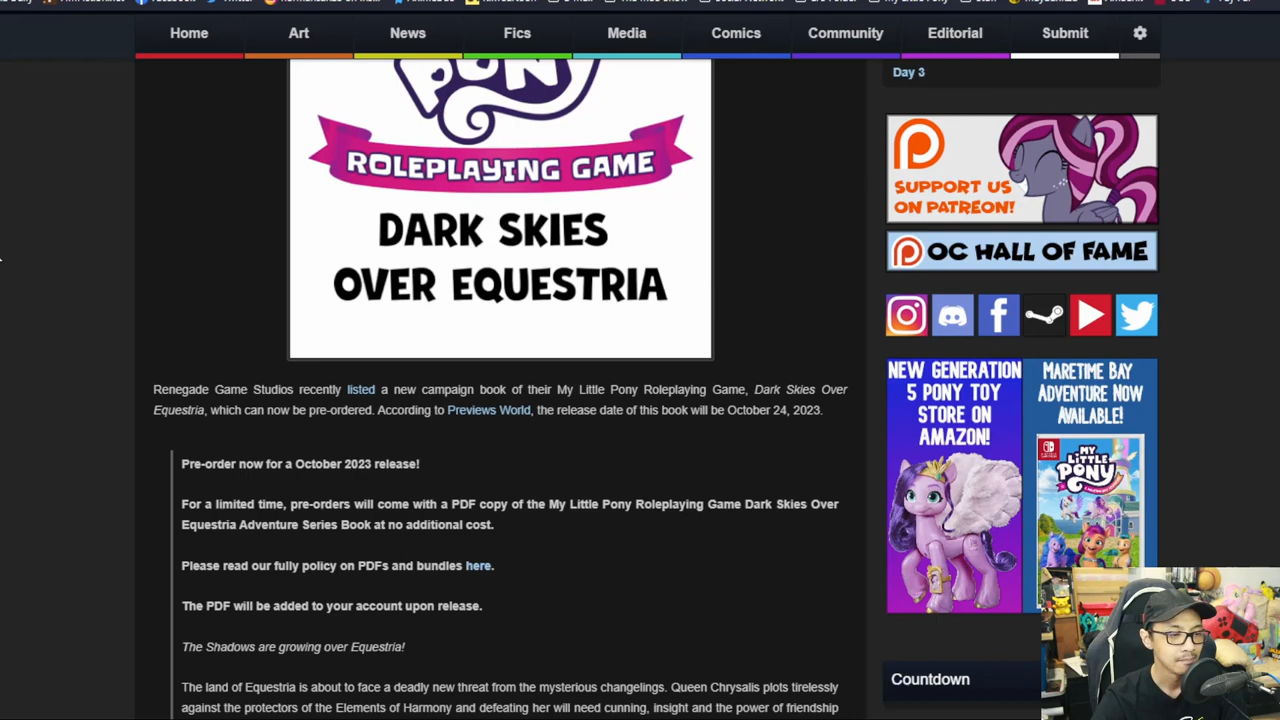 Home Art News Fics Media Comics Community Editorial Submit
PONY
ROLEPLAYING GAME
DARK SKIES
OVER EQUESTRIA
Renegade Game Studios recently listed a new campaign book of their My Little Pony Roleplaying Game, Dark Skies Over
Equestria, which can now be pre-ordered. According to Previews World, the release date of this book will be October 24, 2023.
Pre-order now for a October 2023 release!
For a limited time, pre-orders will come with a PDF copy of the My Little Pony Roleplaying Game Dark Skies Over
Equestria Adventure Series Book at no additional cost.
Please read our fully policy on PDFs and bundles here.
The PDF will be added to your account upon release.
The Shadows are growing over Equestria!
The land of Equestria is about to face a deadly new threat from the mysterious changelings. Queen Chrysalis plots tirelessly
against the protectors of the Elements of Harmony and defeating her will need cunning, insight and the power of friendship
Day 3
SUPPORT US
ON PATREON!
OC HALL OF FAME
NEW GENERATION
5 PONY TOY
STORE ON
AMAZON!
MARETIME BAY
ADVENTURE NOW
AVAILABLE!
MY
LITTLE
PONY
Countdown